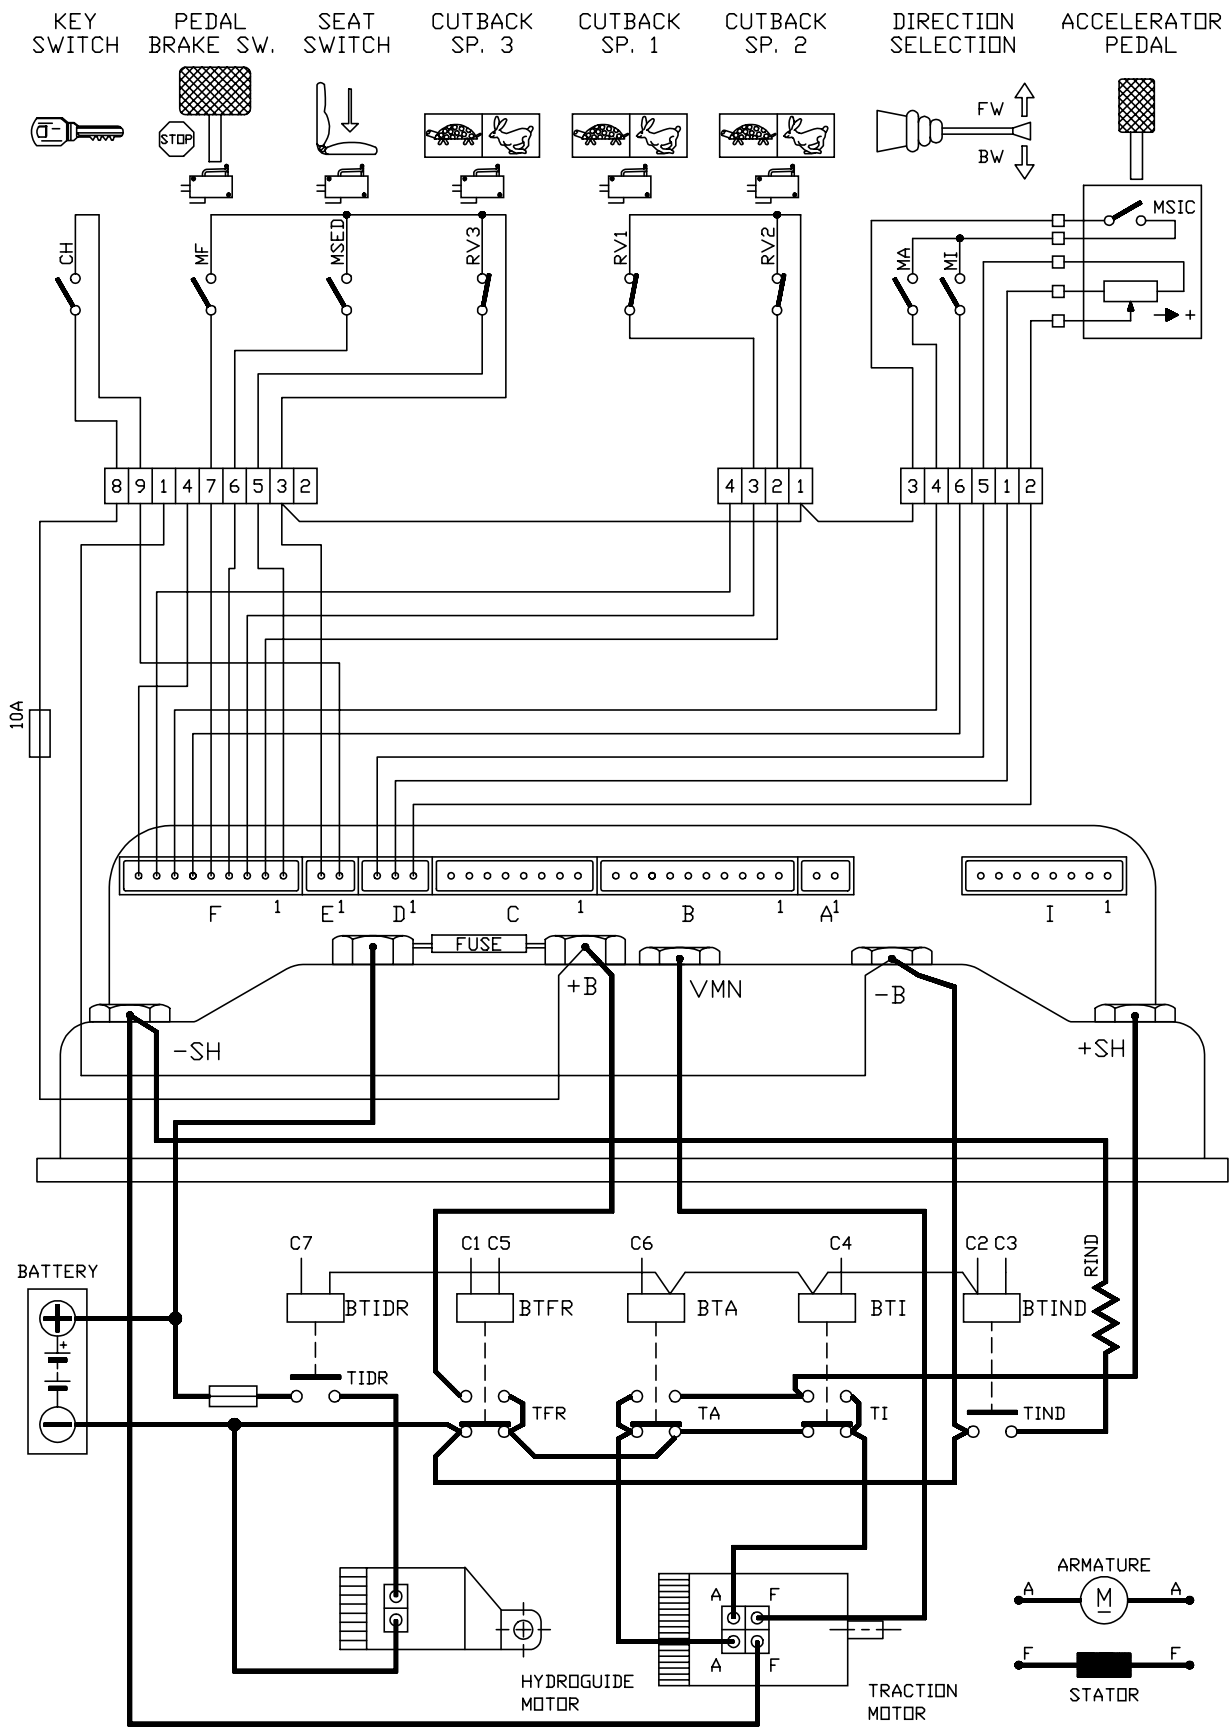 KEY
SWITCH
PEDAL
BRAKE SW.
SEAT
SWITCH
CUTBACK
SP. 3
CUTBACK
SP. 1
CUTBACK
SP. 2
DIRECTION
SELECTION
ACCELERATOR
PEDAL
STOP
FW
BW
MSIC
CH
MF
MSED
RV3
RV1
RV2
MA
MI
+
8 9 1 4 7 6 5 3 2
4 3 2 1
3 4 6 5 1 2
10A
F 1
E 1
D 1
C 1
B 1
A 1
I 1
FUSE
+B
VMN
-B
-SH
+SH
C7
C1 C5
C6
C4
C2 C3
RIND
BATTERY
BTIDR
BTFR
BTA
BTI
BTIND
+
+
-
TIDR
TFR
TA
TI
TIND
HYDROGUIDE
MOTOR
A F
A F
TRACTION
MOTOR
ARMATURE
A M A
F F
STATOR